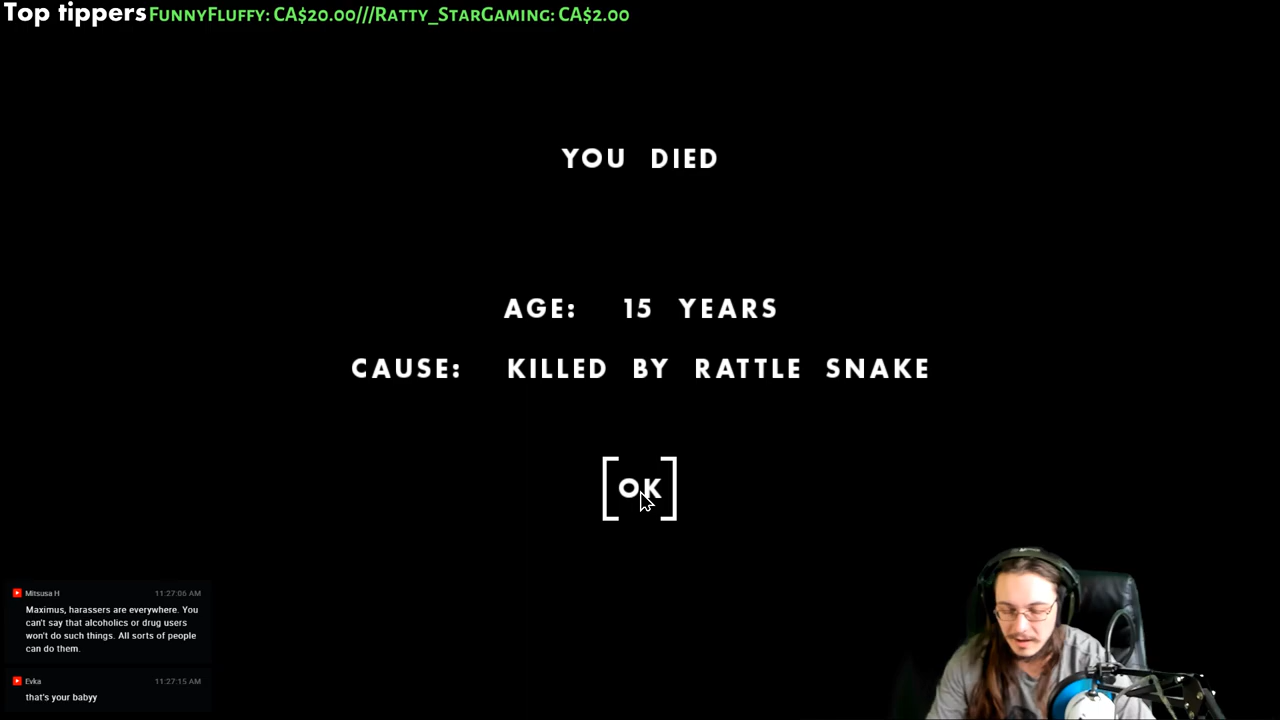 Top tippers FunnyFluffy: CA$20.00///Ratty_StarGaming: CA$2.00
YOU DIED
AGE: 15 YEARS
CAUSE: KILLED BY RATTLE SNAKE
[OK]
Mitsusa H 11:27:06 AM
Maximus, harassers are everywhere. You
can't say that alcoholics or drug users
won't do such things. All sorts of people
can do them.
Evka 11:27:15 AM
that's your babyy